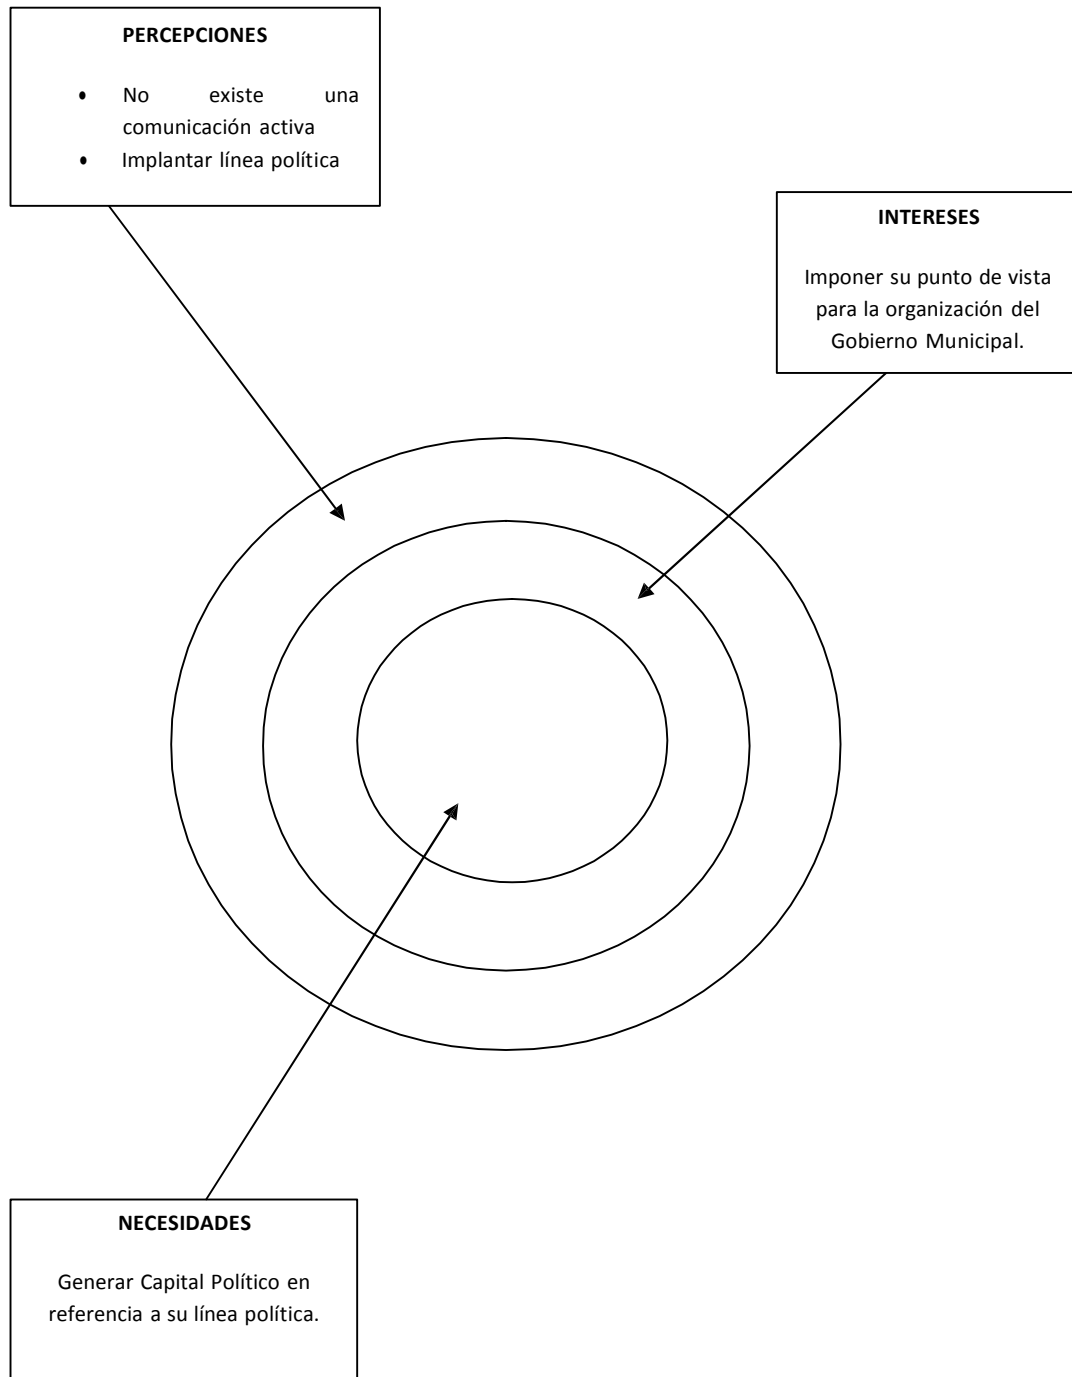 PERCEPCIONES
• No existe una
comunicación activa
• Implantar línea política
INTERESES
Imponer su punto de vista
para la organización del
Gobierno Municipal.
NECESIDADES
Generar Capital Político en
referencia a su línea política.